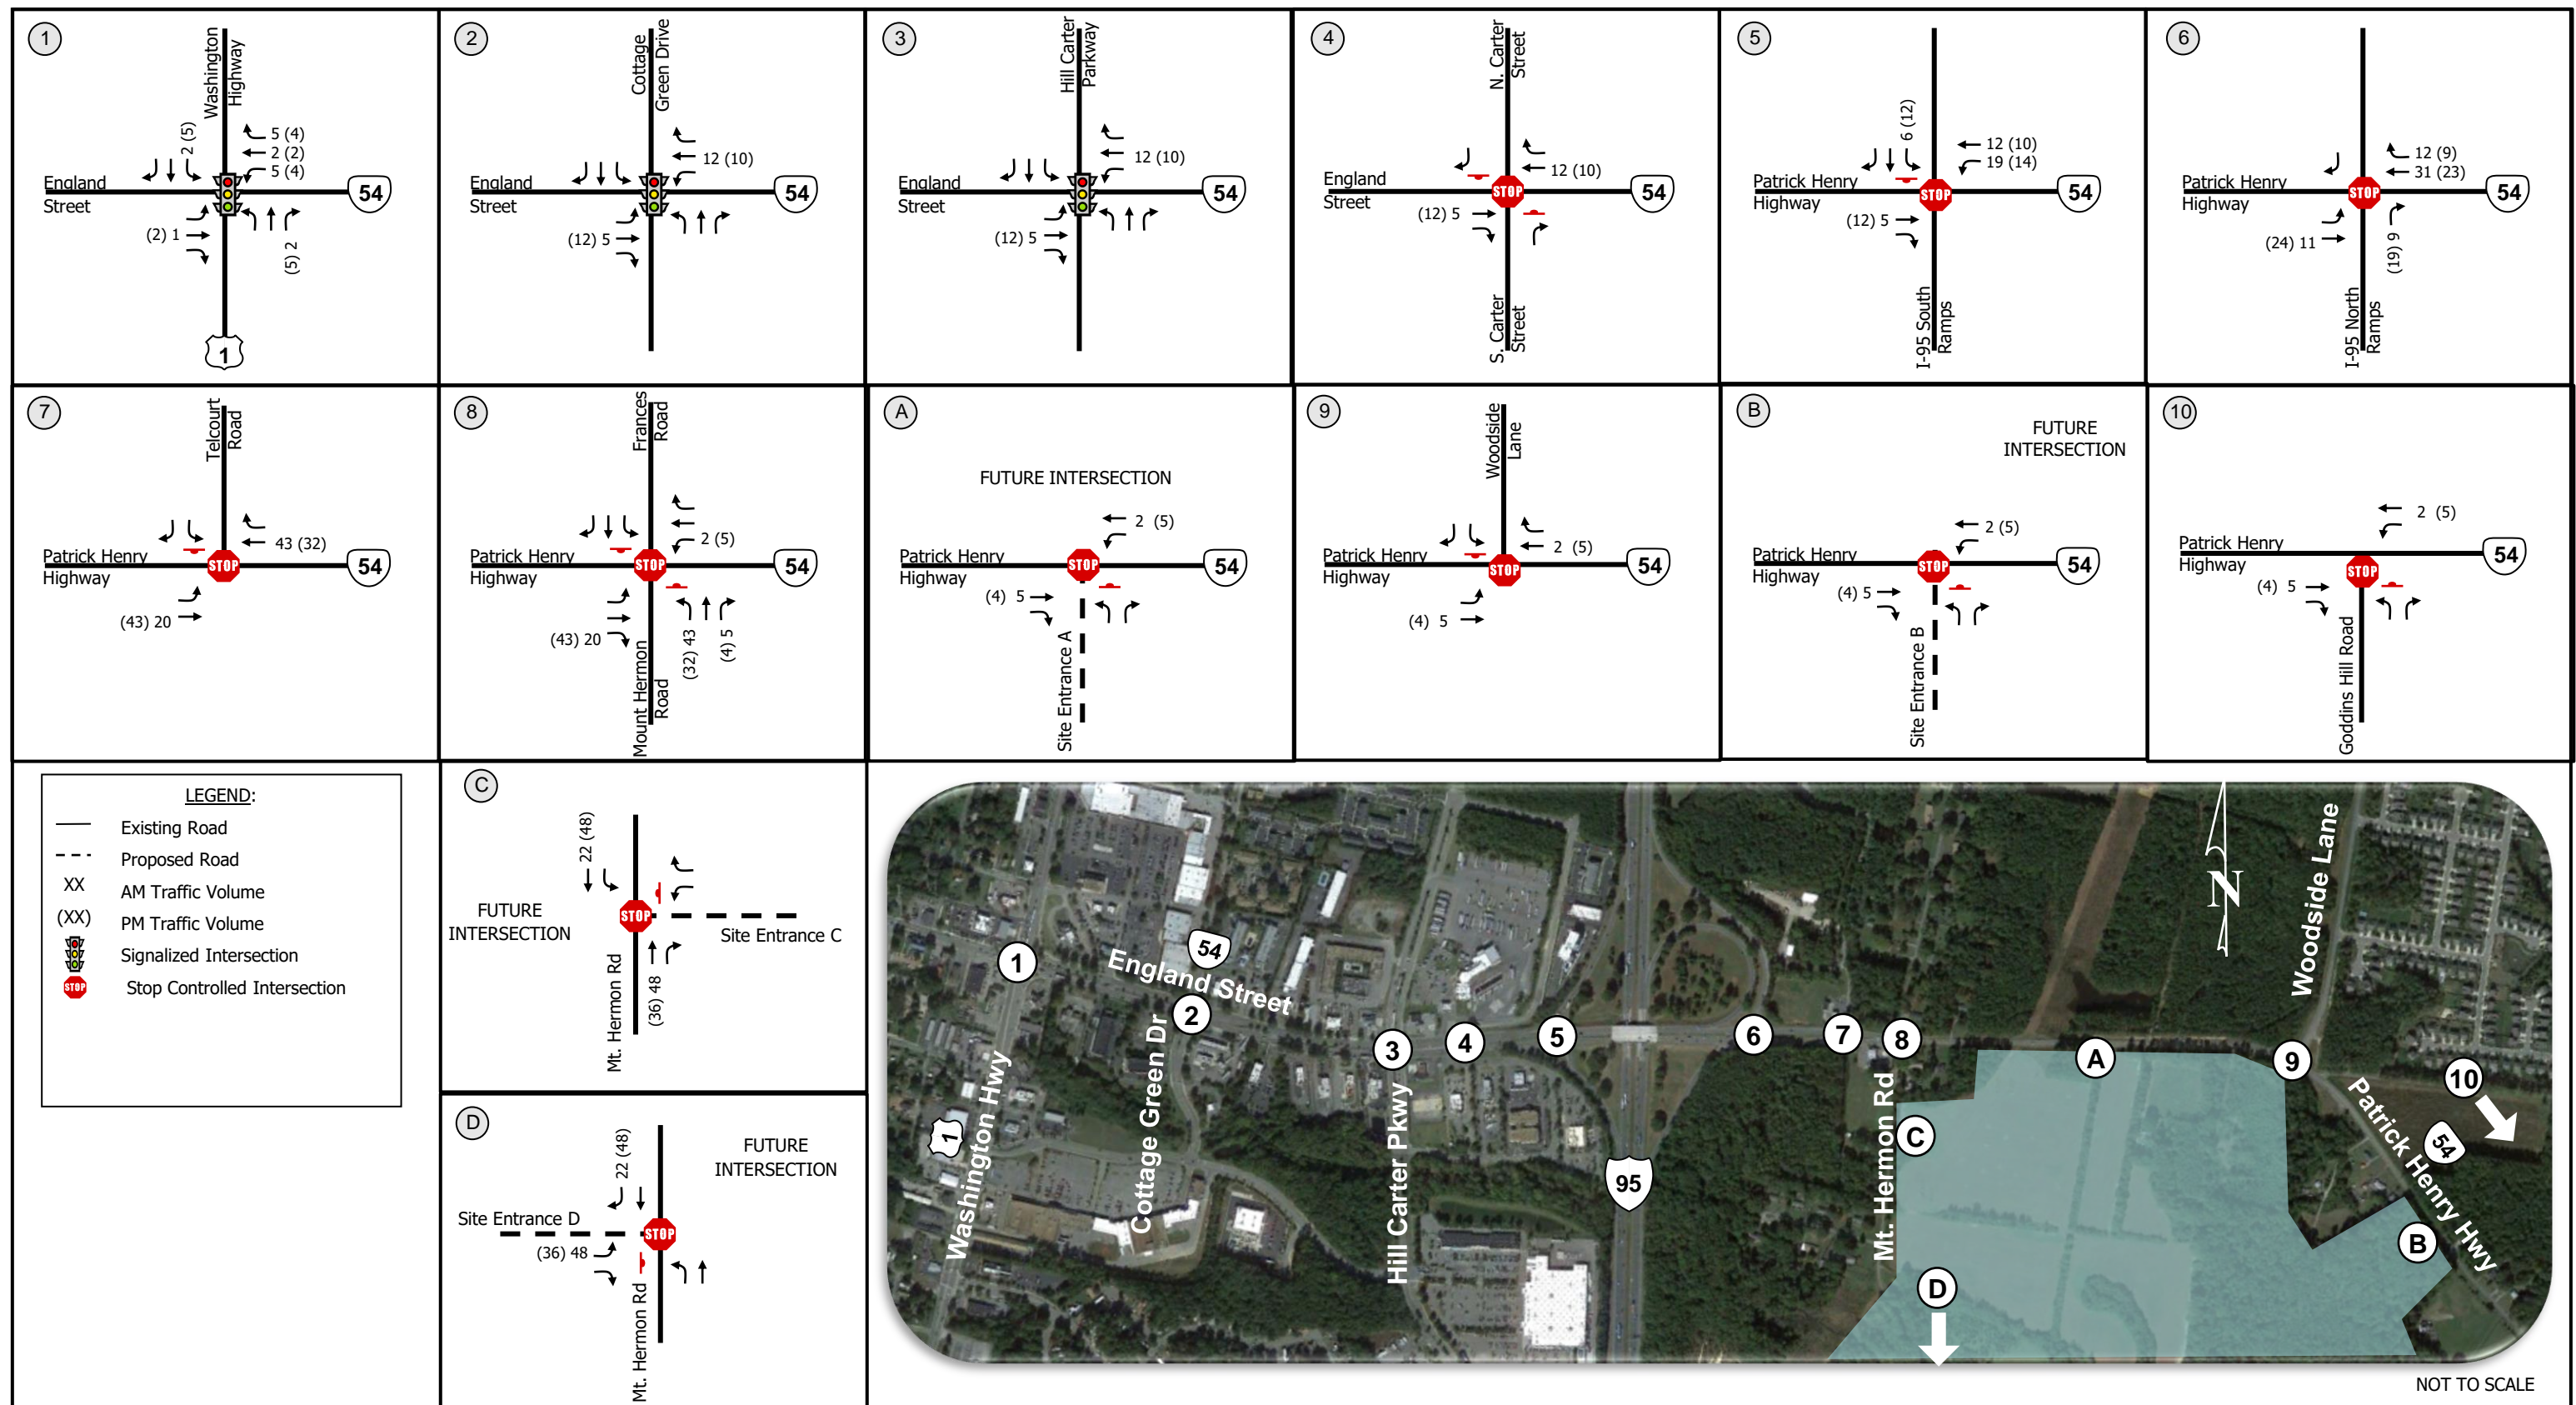 1
Washington
Highway
2 (5)
5 (4)
2 (2)
5 (4)
England
Street
54
(2) 1
(5) 2
1
2
Cottage
Green Drive
12 (10)
England
Street
54
(12) 5
3
Hill Carter
Parkway
12 (10)
England
Street
54
(12) 5
4
N. Carter
Street
12 (10)
England
Street
STOP
54
(12) 5
S. Carter
Street
5
6 (12)
12 (10)
19 (14)
Patrick Henry
Highway
STOP
54
(12) 5
I-95 South
Ramps
6
12 (9)
31 (23)
Patrick Henry
Highway
STOP
54
(24) 11
(19) 9
I-95 North
Ramps
7
Telcourt
Road
43 (32)
Patrick Henry
Highway
STOP
54
(43) 20
8
Frances
Road
2 (5)
Patrick Henry
Highway
STOP
54
(43) 20
(32) 43
(4) 5
Mount Hermon
Road
A
FUTURE INTERSECTION
2 (5)
Patrick Henry
Highway
STOP
54
(4) 5
Site Entrance A
9
Woodside
Lane
2 (5)
Patrick Henry
Highway
STOP
54
(4) 5
B
FUTURE
INTERSECTION
2 (5)
Patrick Henry
Highway
STOP
54
(4) 5
Site Entrance B
10
2 (5)
Patrick Henry
Highway
STOP
54
(4) 5
Goddins Hill Road
LEGEND:
Existing Road
Proposed Road
XX AM Traffic Volume
(XX) PM Traffic Volume
Signalized Intersection
STOP Stop Controlled Intersection
C
22 (48)
FUTURE
INTERSECTION
STOP
Site Entrance C
(36) 48
Mt. Hermon Rd
D
22 (48)
FUTURE
INTERSECTION
Site Entrance D
STOP
(36) 48
Mt. Hermon Rd
1
54
England Street
2
3
4
5
6
7
8
A
9
10
N
Woodside Lane
Washington Hwy
1
Cottage Green Dr
Hill Carter Pkwy
95
Mt. Hermon Rd
C
D
Patrick Henry Hwy
54
B
NOT TO SCALE